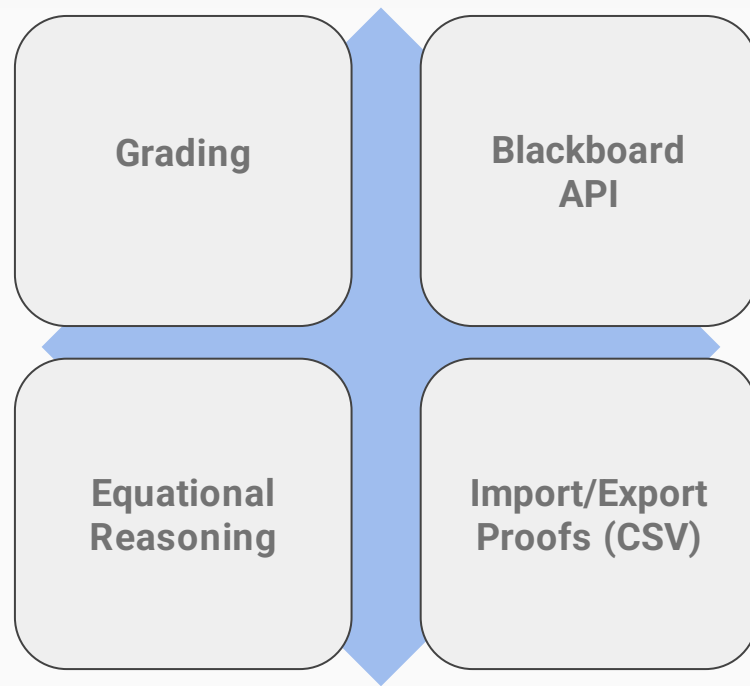 Grading
Blackboard
API
Equational
Reasoning
Import/Export
Proofs (CSV)